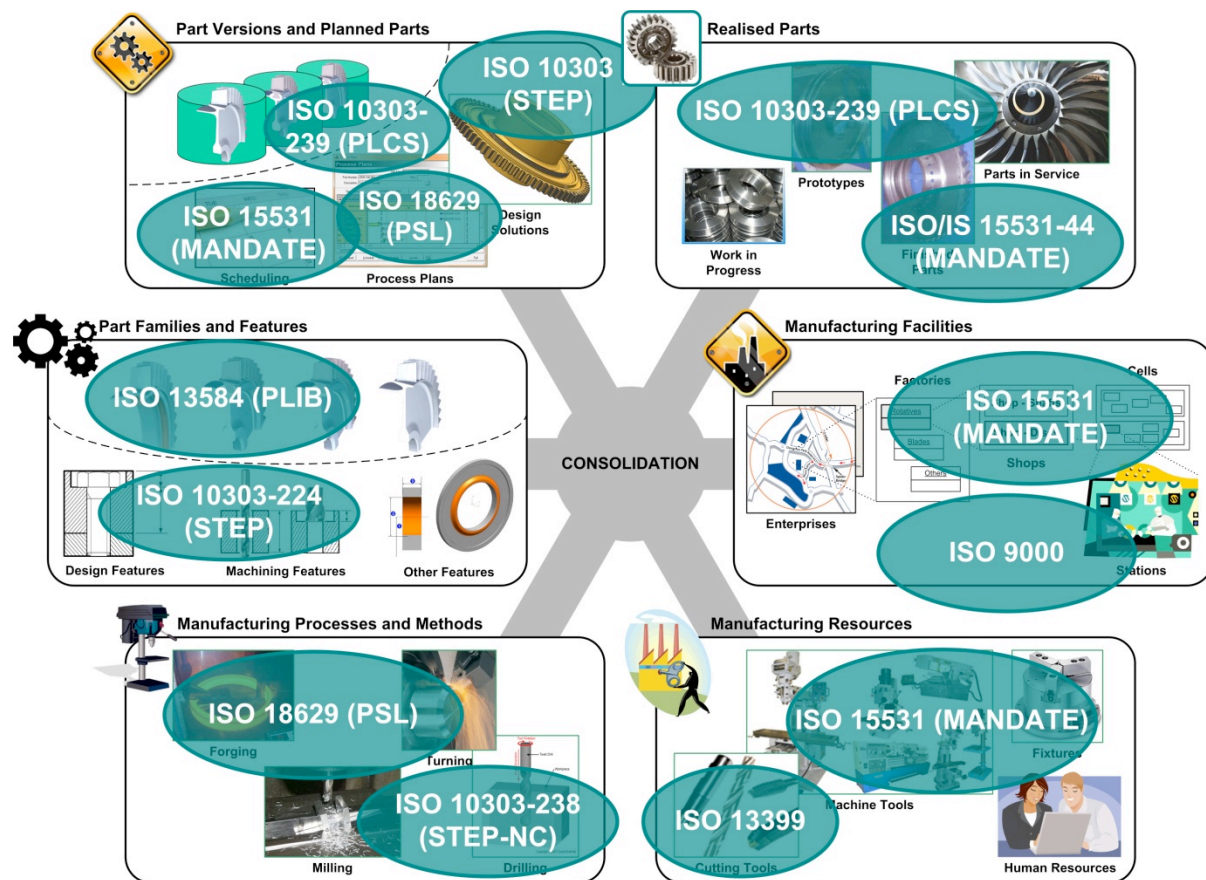 Part Versions and Planned Parts
ISO 10303
(STEP)
ISO 10303-
239 (PLCS)
Process Plans
ISO 15531
(MANDATE)
ISO 18629
(PSL)
Design
Solutions
Scheduling
Process Plans
Realised Parts
ISO 10303-239 (PLCS)
Prototypes
Parts in Service
Work in
Progress
ISO/IS 15531-44
(MANDATE)
Parts
Part Families and Features
ISO 13584 (PLIB)
ISO 10303-224
(STEP)
Design Features
Machining Features
Other Features
CONSOLIDATION
Manufacturing Facilities
Factories
Cells
Rotatives
Blades
Others
ISO 15531
(MANDATE)
Shops
Enterprises
ISO 9000
Stations
Manufacturing Processes and Methods
ISO 18629 (PSL)
Forging
Turning
ISO 10303-238
(STEP-NC)
Milling
Drilling
Manufacturing Resources
ISO 15531 (MANDATE)
Fixtures
ISO 13399
Machine Tools
Cutting Tools
Human Resources